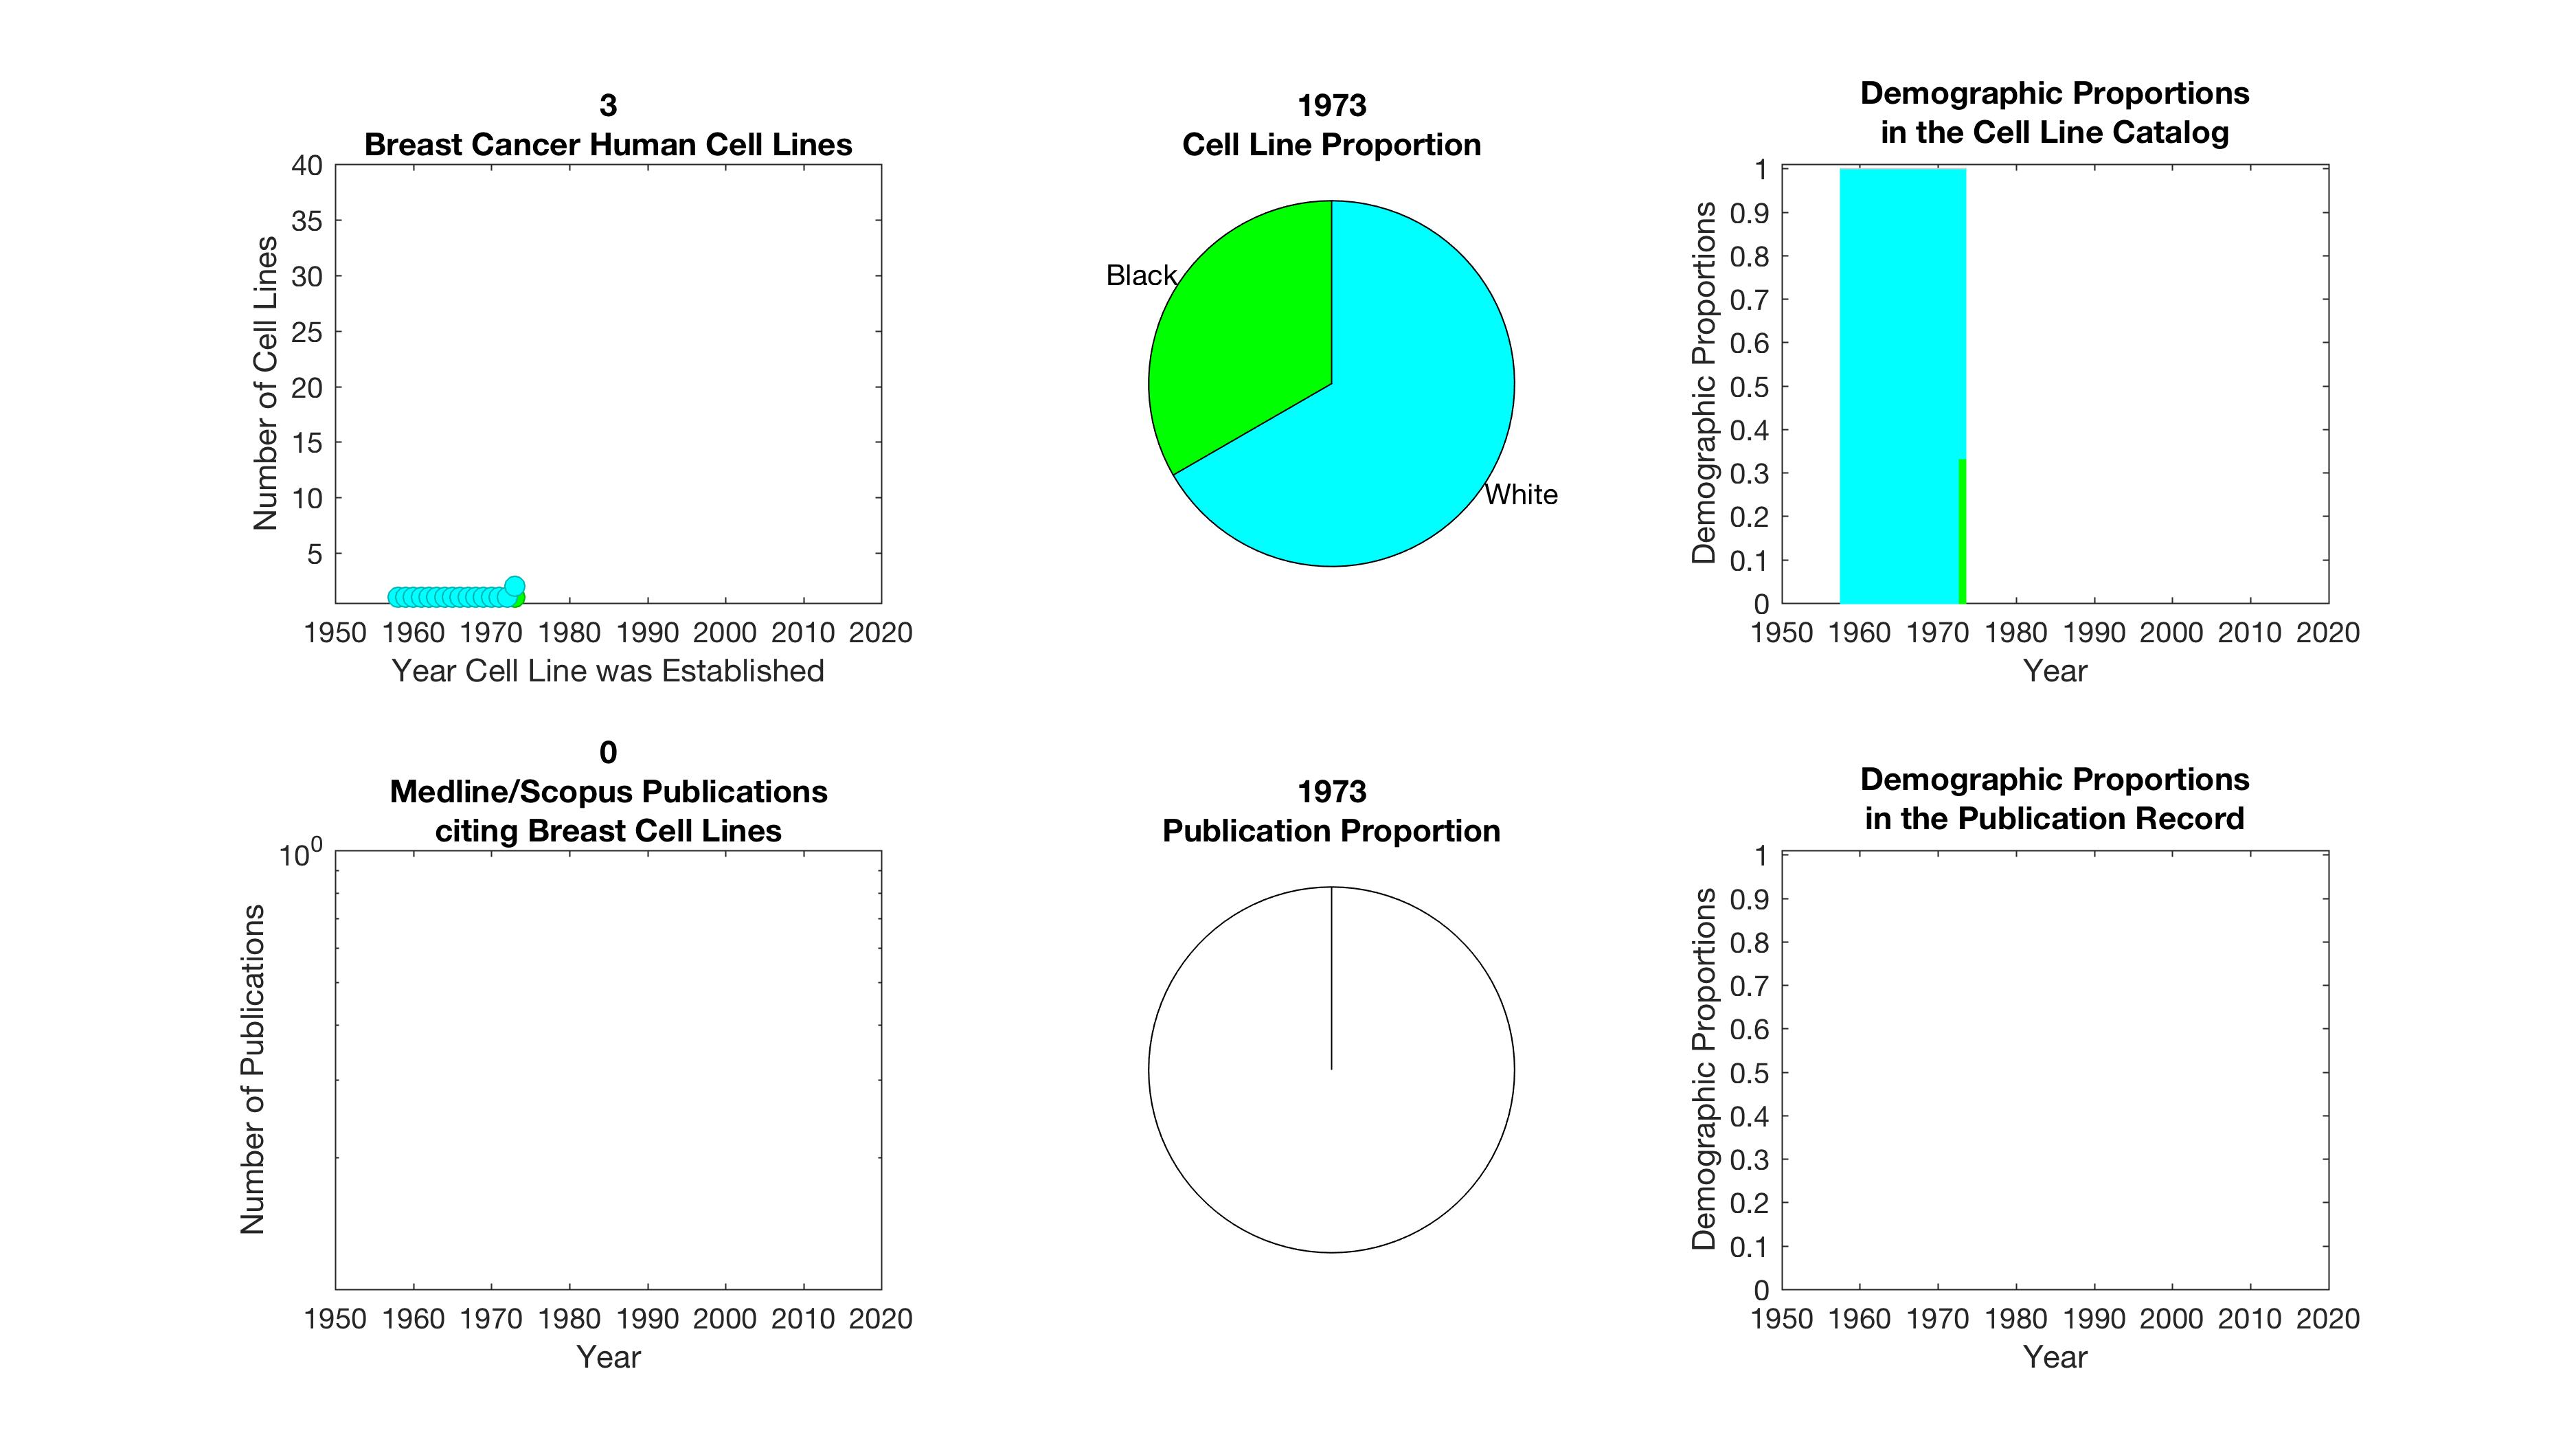 3
Breast Cancer Human Cell Lines
40
35
30
25
20
15
10
5
Number of Cell Lines
1950 1960 1970 1980 1990 2000 2010 2020
Year Cell Line was Established
1973
Cell Line Proportion
Black
White
Demographic Proportions
in the Cell Line Catalog
1
0.9
0.8
0.7
0.6
0.5
0.4
0.3
0.2
0.1
0
Demographic Proportions
1950 1960 1970 1980 1990 2000 2010 2020
Year
0
Medline/Scopus Publications
citing Breast Cell Lines
10^0
Number of Publications
1950 1960 1970 1980 1990 2000 2010 2020
Year
1973
Publication Proportion
Demographic Proportions
in the Publication Record
1
0.9
0.8
0.7
0.6
0.5
0.4
0.3
0.2
0.1
0
Demographic Proportions
1950 1960 1970 1980 1990 2000 2010 2020
Year